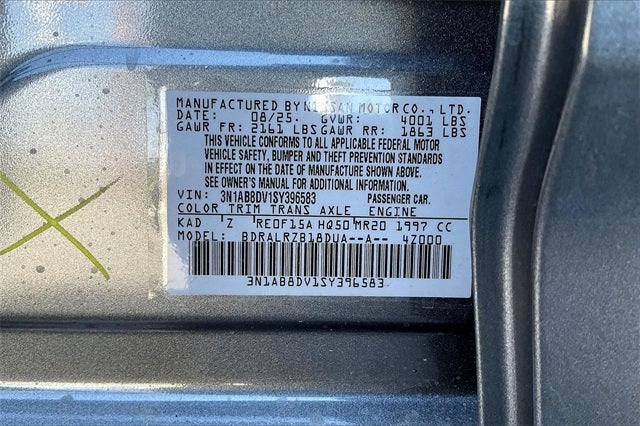 MANUFACTURED BY NISSAN MOTOR CO., LTD.
DATE: 08/25. GVWR: 4001 LBS
GAWR FR: 2161 LBS GAWR RR: 1863 LBS
THIS VEHICLE CONFORMS TO ALL APPLICABLE FEDERAL MOTOR
VEHICLE SAFETY, BUMPER AND THEFT PREVENTION STANDARDS
IN EFFECT ON THE DATE OF MANUFACTURE SHOWN ABOVE.
SEE OWNER'S MANUAL FOR ADDITIONAL INFORMATION.
VIN: 3N1AB8DV1SY396583 PASSENGER CAR.
COLOR TRIM TRANS AXLE ENGINE
KAD Z RE0F15A HQ50 MR20 1997 CC
MODEL: BDRALRZB18DUA--A-- 4Z000
3N1AB8DV1SY396583